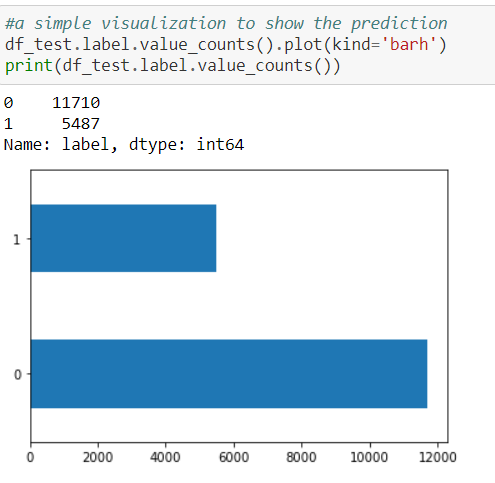 #a simple visualization to show the prediction
df_test.label.value_counts().plot(kind='barh')
print(df_test.label.value_counts())
0    11710
1     5487
Name: label, dtype: int64
1
0
0 2000 4000 6000 8000 10000 12000